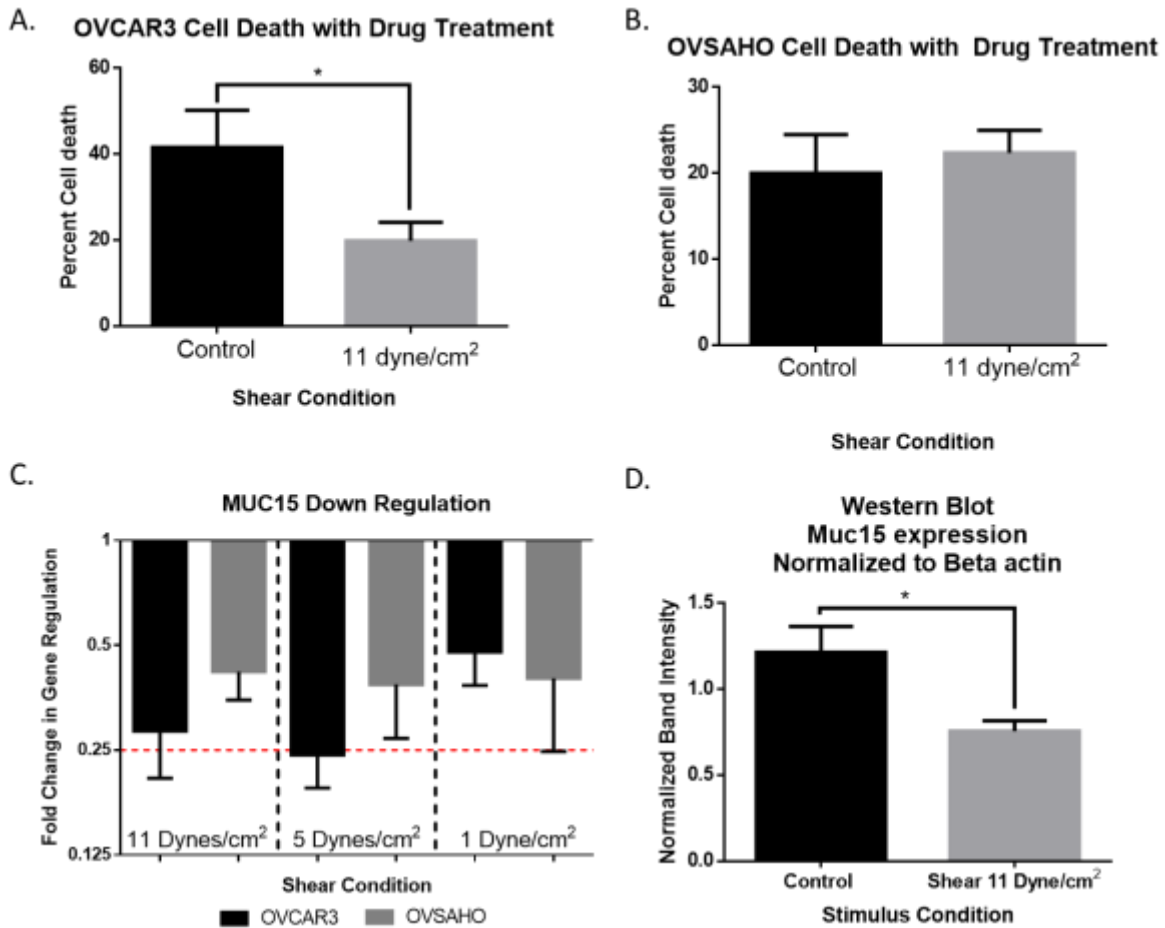 A.
OVCAR3 Cell Death with Drug Treatment
Percent Cell death
60
40
20
0
*
Control
11 dyne/cm²
Shear Condition
B.
OVSAHO Cell Death with Drug Treatment
Percent Cell death
30
20
10
0
Control
11 dyne/cm²
Shear Condition
C.
MUC15 Down Regulation
Fold Change in Gene Regulation
1
0.5
0.25
0.125
11 Dynes/cm²
5 Dynes/cm²
1 Dyne/cm²
Shear Condition
OVCAR3
OVSAHO
D.
Western Blot
Muc15 expression
Normalized to Beta actin
Normalized Band Intensity
1.5
1.0
0.5
0.0
*
Control
Shear 11 Dyne/cm²
Stimulus Condition